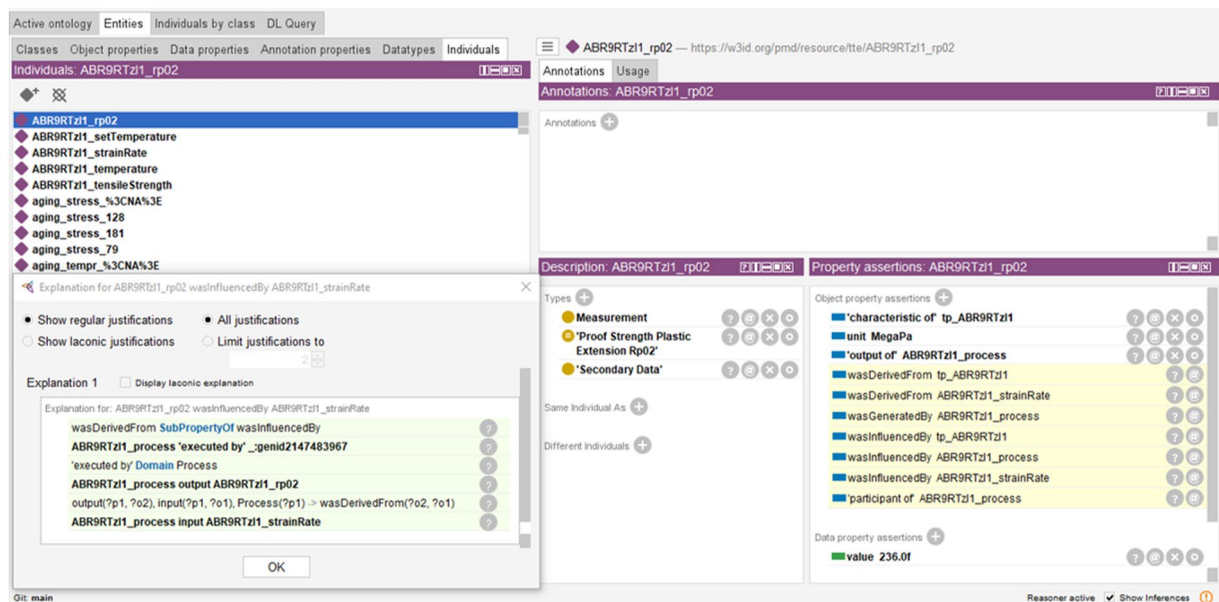 Active ontology Entities Individuals by class DL Query
Classes Object properties Data properties Annotation properties Datatypes Individuals
Individuals: ABR9RTzl1_rp02
ABR9RTzl1_rp02
ABR9RTzl1_setTemperature
ABR9RTzl1_strainRate
ABR9RTzl1_temperature
ABR9RTzl1_tensileStrength
aging_stress_%3CNA%3E
aging_stress_128
aging_stress_181
aging_stress_79
aging_tempr_%3CNA%3E
Explanation for ABR9RTzl1_rp02 wasInfluencedBy ABR9RTzl1_strainRate
Show regular justifications All justifications
Show laconic justifications Limit justifications to
2
Explanation 1 Display laconic explanation
Explanation for: ABR9RTzl1_rp02 wasInfluencedBy ABR9RTzl1_strainRate
wasDerivedFrom SubPropertyOf wasInfluencedBy
ABR9RTzl1_process 'executed by' _:genid2147483967
'executed by' Domain Process
ABR9RTzl1_process output ABR9RTzl1_rp02
output(?p1, ?o2), input(?p1, ?o1), Process(?p1) -> wasDerivedFrom(?o2, ?o1)
ABR9RTzl1_process input ABR9RTzl1_strainRate
OK
Git: main
ABR9RTzl1_rp02 — https://w3id.org/pmd/resource/tte/ABR9RTzl1_rp02
Annotations Usage
Annotations: ABR9RTzl1_rp02
Annotations
Description: ABR9RTzl1_rp02
Types
Measurement
'Proof Strength Plastic
Extension Rp02'
'Secondary Data'
Same Individual As
Different Individuals
Property assertions: ABR9RTzl1_rp02
Object property assertions
'characteristic of' tp_ABR9RTzl1
unit MegaPa
'output of' ABR9RTzl1_process
wasDerivedFrom tp_ABR9RTzl1
wasDerivedFrom ABR9RTzl1_strainRate
wasGeneratedBy ABR9RTzl1_process
wasInfluencedBy tp_ABR9RTzl1
wasInfluencedBy ABR9RTzl1_process
wasInfluencedBy ABR9RTzl1_strainRate
'participant of' ABR9RTzl1_process
Data property assertions
value 236.0f
Reasoner active Show Inferences